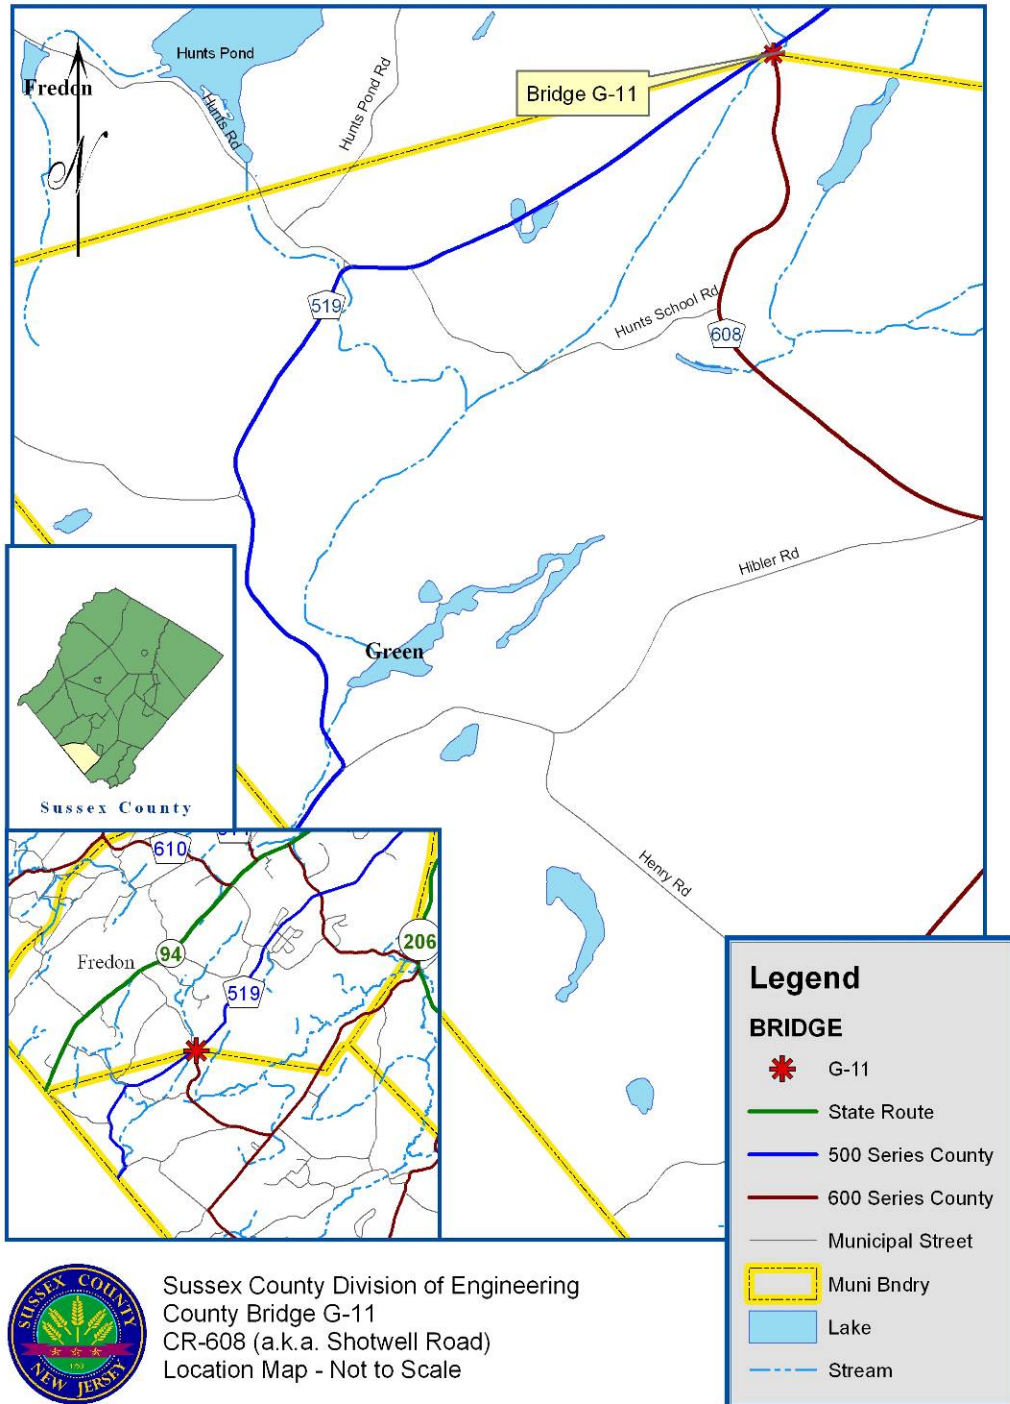 Hunts Pond
Fredon
Hunts Rd
Hunts Pond Rd
Bridge G-11
N
519
Hunts School Rd
608
Hibler Rd
Green
Henry Rd
Sussex County
610
Fredon
94
206
519
Legend
BRIDGE
G-11
State Route
500 Series County
600 Series County
Municipal Street
Muni Bndry
Lake
Stream
SUSSEX COUNTY
NEW JERSEY
Sussex County Division of Engineering
County Bridge G-11
CR-608 (a.k.a. Shotwell Road)
Location Map - Not to Scale